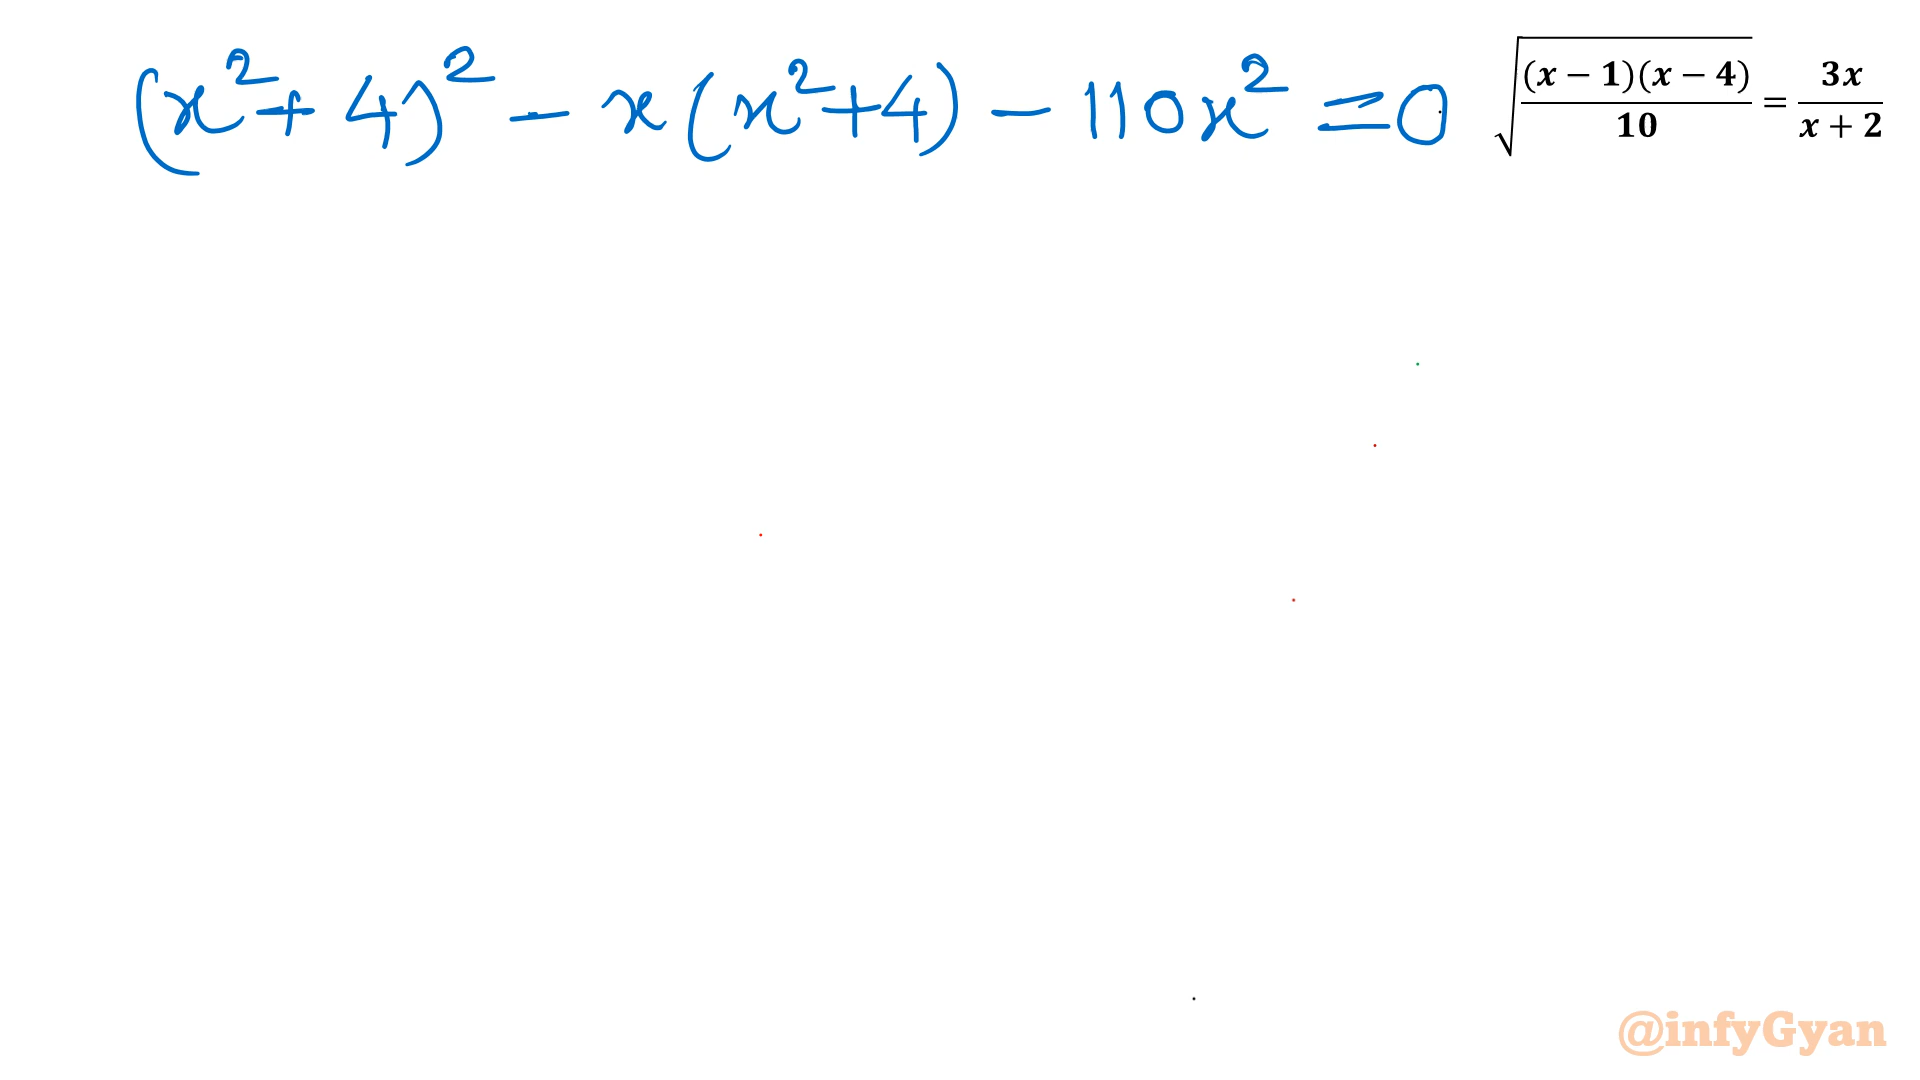 (x²+4)² - x(x²+4) - 110x² = 0
√((x − 1)(x − 4)/10) = 3x/(x + 2)
@infyGyan